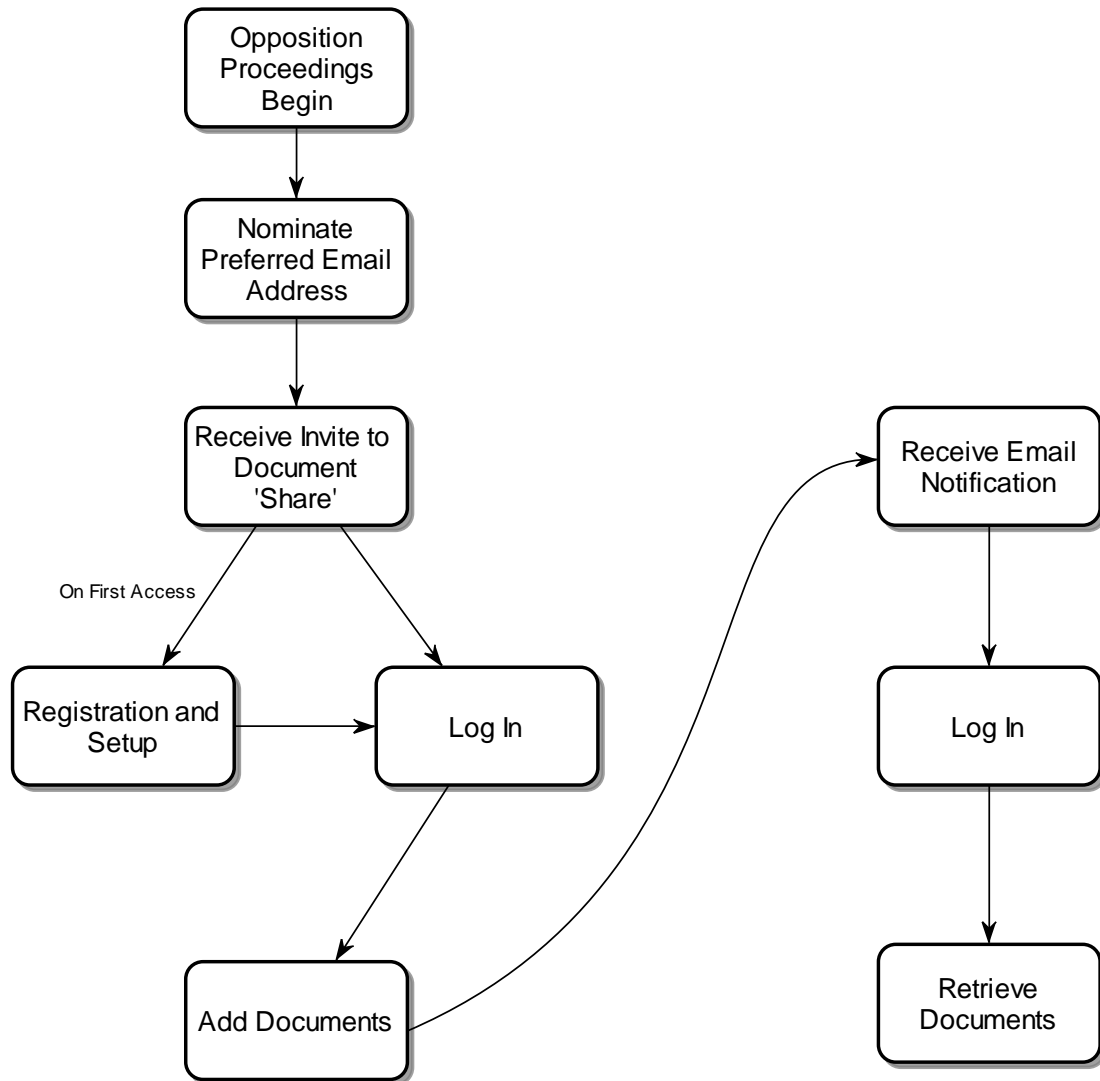 Opposition
Proceedings
Begin
Nominate
Preferred Email
Address
Receive Invite to
Document
'Share'
On First Access
Registration and
Setup
Log In
Add Documents
Receive Email
Notification
Log In
Retrieve
Documents